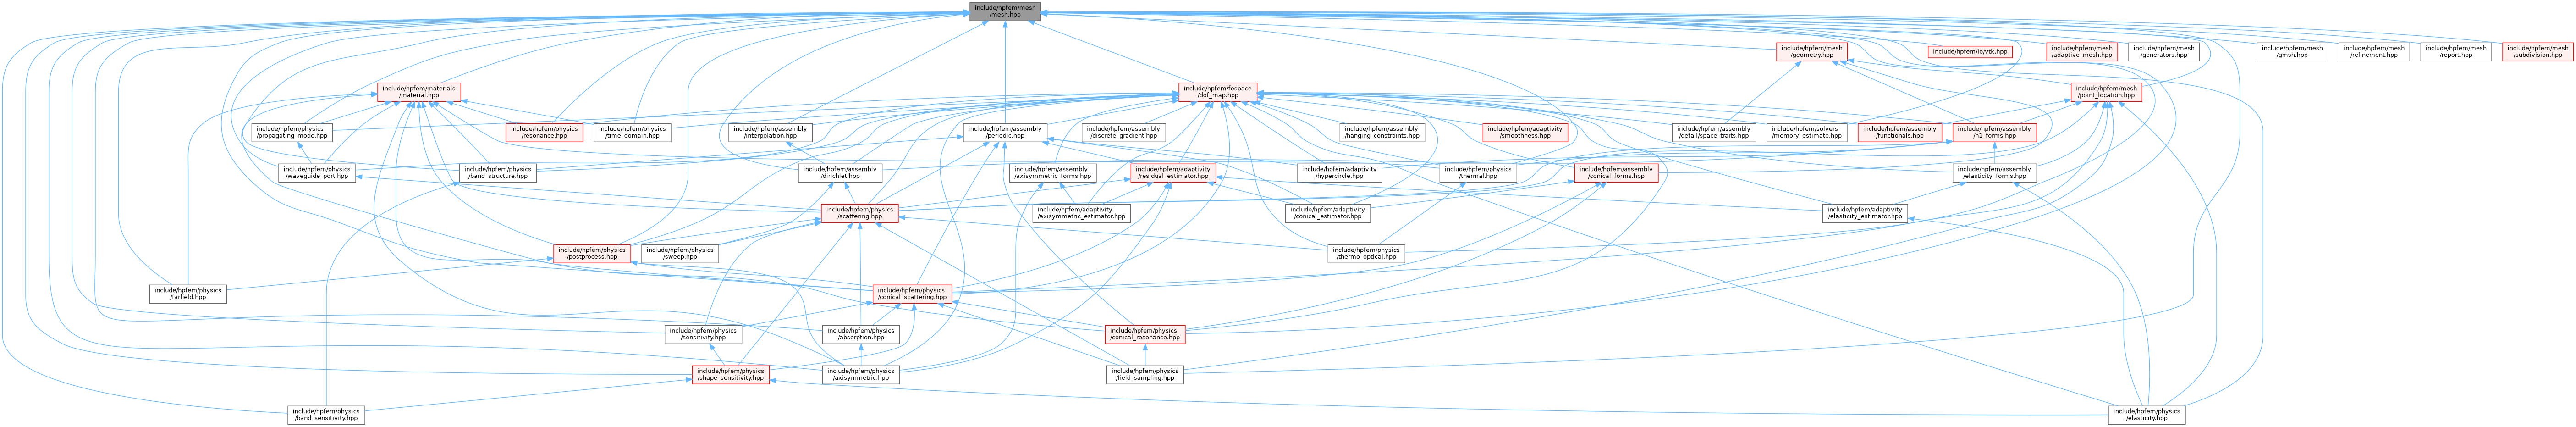 include/hpfem/mesh
/mesh.hpp
include/hpfem/mesh
/geometry.hpp
include/hpfem/io/vtk.hpp
include/hpfem/mesh
/adaptive_mesh.hpp
include/hpfem/mesh
/generators.hpp
include/hpfem/mesh
/gmsh.hpp
include/hpfem/mesh
/refinement.hpp
include/hpfem/mesh
/report.hpp
include/hpfem/mesh
/subdivision.hpp
include/hpfem/materials
/material.hpp
include/hpfem/fespace
/dof_map.hpp
include/hpfem/mesh
/point_location.hpp
include/hpfem/physics
/propagating_mode.hpp
include/hpfem/physics
/resonance.hpp
include/hpfem/physics
/time_domain.hpp
include/hpfem/assembly
/interpolation.hpp
include/hpfem/assembly
/periodic.hpp
include/hpfem/assembly
/discrete_gradient.hpp
include/hpfem/assembly
/hanging_constraints.hpp
include/hpfem/adaptivity
/smoothness.hpp
include/hpfem/assembly
/detail/space_traits.hpp
include/hpfem/solvers
/memory_estimate.hpp
include/hpfem/assembly
/functionals.hpp
include/hpfem/assembly
/h1_forms.hpp
include/hpfem/physics
/waveguide_port.hpp
include/hpfem/physics
/band_structure.hpp
include/hpfem/assembly
/dirichlet.hpp
include/hpfem/assembly
/axisymmetric_forms.hpp
include/hpfem/adaptivity
/residual_estimator.hpp
include/hpfem/adaptivity
/hypercircle.hpp
include/hpfem/physics
/thermal.hpp
include/hpfem/assembly
/conical_forms.hpp
include/hpfem/assembly
/elasticity_forms.hpp
include/hpfem/physics
/scattering.hpp
include/hpfem/adaptivity
/axisymmetric_estimator.hpp
include/hpfem/adaptivity
/conical_estimator.hpp
include/hpfem/adaptivity
/elasticity_estimator.hpp
include/hpfem/physics
/postprocess.hpp
include/hpfem/physics
/sweep.hpp
include/hpfem/physics
/thermo_optical.hpp
include/hpfem/physics
/farfield.hpp
include/hpfem/physics
/conical_scattering.hpp
include/hpfem/physics
/sensitivity.hpp
include/hpfem/physics
/absorption.hpp
include/hpfem/physics
/conical_resonance.hpp
include/hpfem/physics
/shape_sensitivity.hpp
include/hpfem/physics
/axisymmetric.hpp
include/hpfem/physics
/field_sampling.hpp
include/hpfem/physics
/band_sensitivity.hpp
include/hpfem/physics
/elasticity.hpp